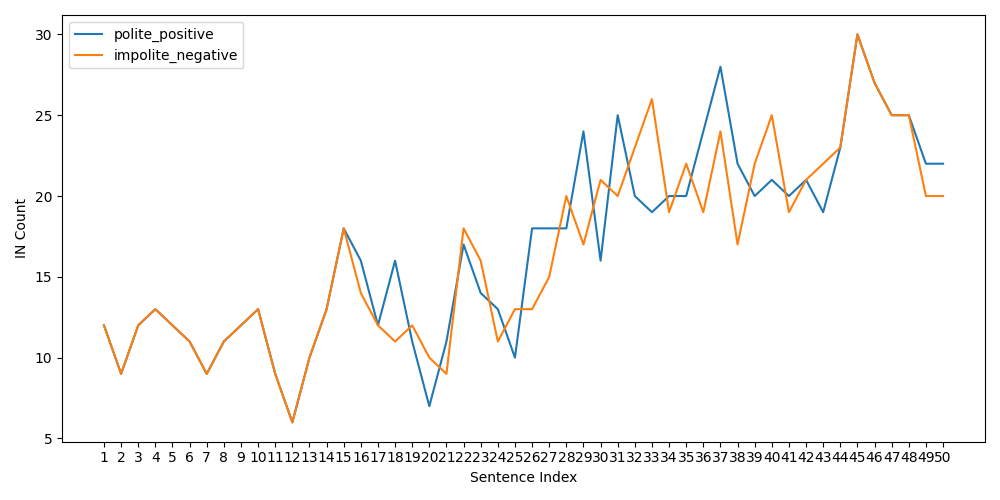 polite_positive
impolite_negative
30
25
20
15
10
5
IN Count
1 2 3 4 5 6 7 8 9 10 11 12 13 14 15 16 17 18 19 20 21 22 23 24 25 26 27 28 29 30 31 32 33 34 35 36 37 38 39 40 41 42 43 44 45 46 47 48 49 50
Sentence Index